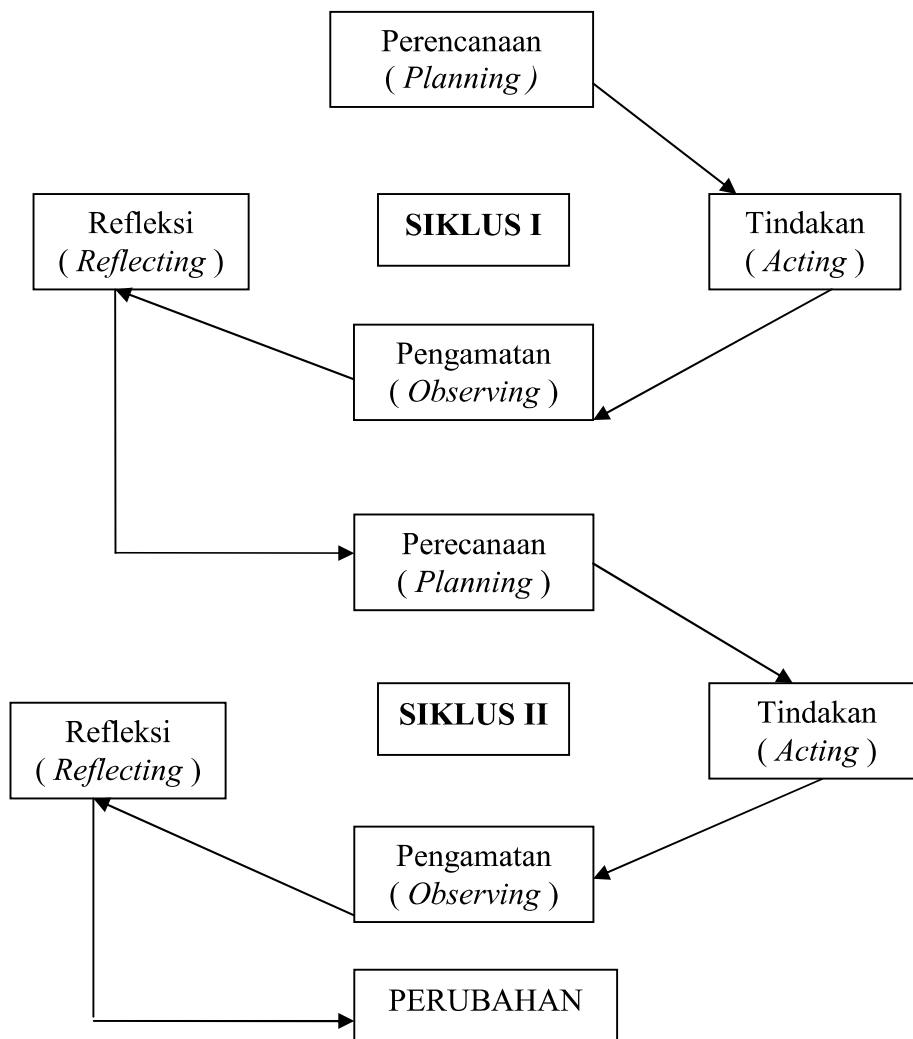 Perencanaan
( Planning )
Refleksi
( Reflecting )
SIKLUS I
Tindakan
( Acting )
Pengamatan
( Observing )
Perecanaan
( Planning )
Refleksi
( Reflecting )
SIKLUS II
Tindakan
( Acting )
Pengamatan
( Observing )
PERUBAHAN